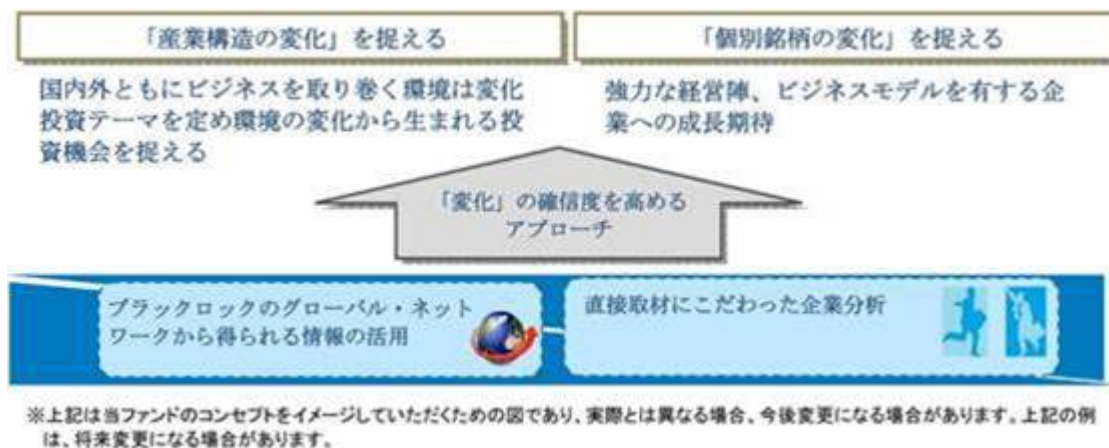 「産業構造の変化」を捉える
国内外ともにビジネスを取り巻く環境は変化
投資テーマを定め環境の変化から生まれる投
資機会を捉える
「個別銘柄の変化」を捉える
強力な経営陣、ビジネスモデルを有する企
業への成長期待
「変化」の確信度を高める
アプローチ
ブラックロックのグローバル・ネット
ワークから得られる情報の活用
直接取材にこだわった企業分析
※上記は当ファンドのコンセプトをイメージしていただくための図であり、実際とは異なる場合、今後変更になる場合があります。上記の例
は、将来変更になる場合があります。